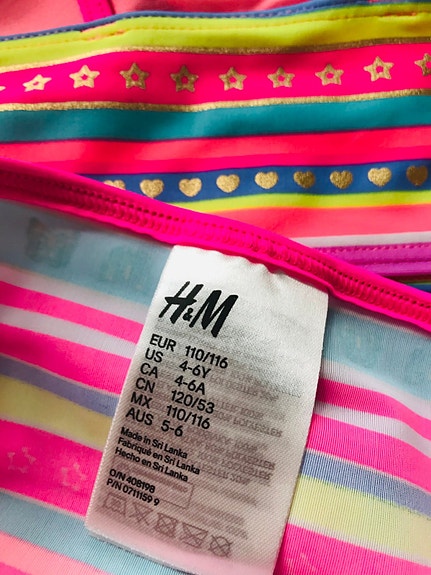 H&M
EUR 110/116
US 4-6Y
CA 4-6A
CN 120/53
MX 110/116
AUS 5-6
Made in Sri Lanka
Fabriqué en Sri Lanka
Hecho en Sri Lanka
O/N 408198
P/N 0711159 9